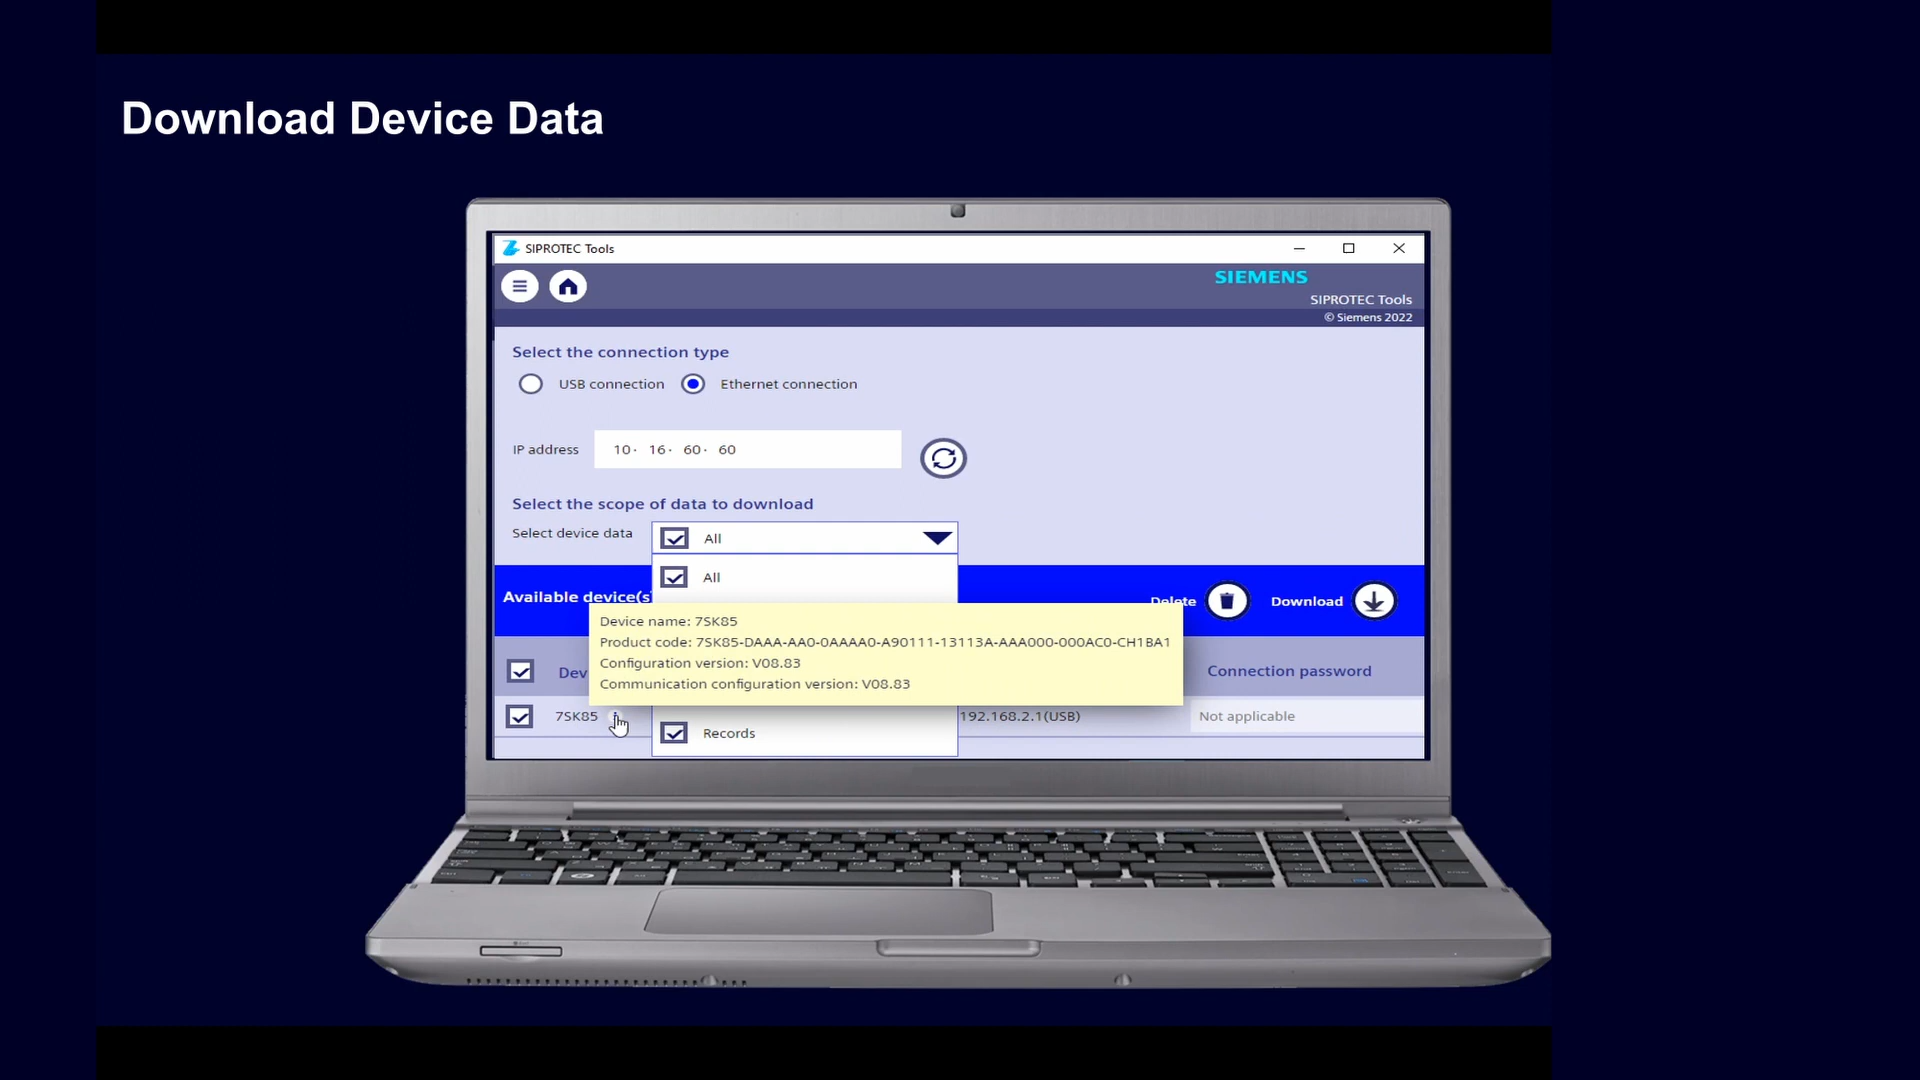 Download Device Data
SIPROTEC Tools
SIEMENS
SIPROTEC Tools
© Siemens 2022
Select the connection type
USB connection
Ethernet connection
IP address
10. 16. 60. 60
Select the scope of data to download
Select device data
All
All
Available device(s
Delete
Download
Device name: 7SK85
Product code: 7SK85-DAAA-AA0-0AAAA0-A90111-13113A-AAA000-000AC0-CH1BA1
Configuration version: V08.83
Communication configuration version: V08.83
Dev
Connection password
7SK85
192.168.2.1(USB)
Not applicable
Records